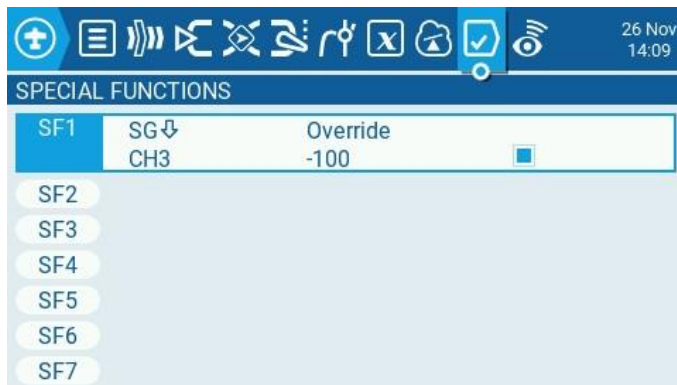 26 Nov
14:09
SPECIAL FUNCTIONS
SF1 SG Override
CH3 -100
SF2
SF3
SF4
SF5
SF6
SF7